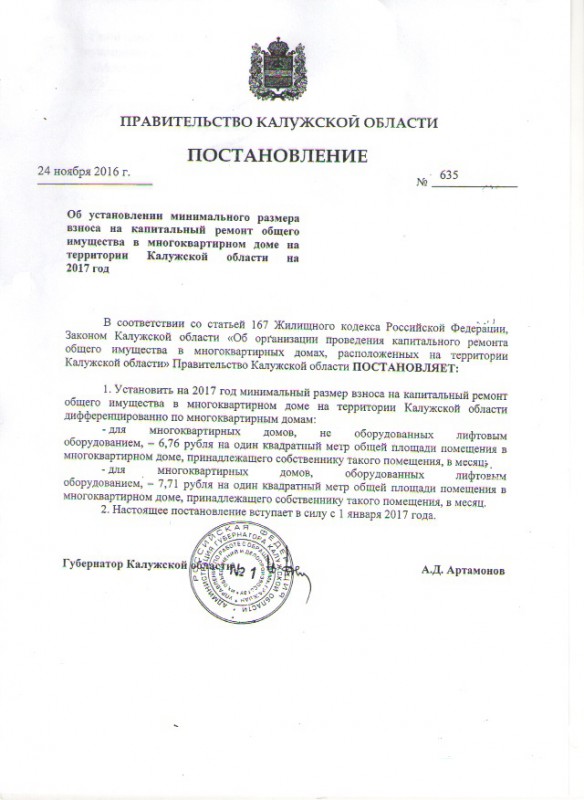 ПРАВИТЕЛЬСТВО КАЛУЖСКОЙ ОБЛАСТИ
ПОСТАНОВЛЕНИЕ
24 ноября 2016 г.
№ 635
Об установлении минимального размера
взноса на капитальный ремонт общего
имущества в многоквартирном доме на
территории Калужской области на
2017 год
В соответствии со статьей 167 Жилищного кодекса Российской Федерации,
Законом Калужской области «Об организации проведения капитального ремонта
общего имущества в многоквартирных домах, расположенных на территории
Калужской области» Правительство Калужской области ПОСТАНОВЛЯЕТ:
1. Установить на 2017 год минимальный размер взноса на капитальный ремонт
общего имущества в многоквартирном доме на территории Калужской области
дифференцированно по многоквартирным домам:
- для многоквартирных домов, не оборудованных лифтовым
оборудованием, – 6,76 рубля на один квадратный метр общей площади помещения в
многоквартирном доме, принадлежащего собственнику такого помещения, в месяц;
- для многоквартирных домов, оборудованных лифтовым
оборудованием, – 7,71 рубля на один квадратный метр общей площади помещения в
многоквартирном доме, принадлежащего собственнику такого помещения, в месяц.
2. Настоящее постановление вступает в силу с 1 января 2017 года.
Губернатор Калужской области
А.Д. Артамонов
РОССИЙСКАЯ ФЕДЕРАЦИЯ
АДМИНИСТРАЦИЯ ГУБЕРНАТОРА КАЛУЖСКОЙ ОБЛАСТИ
№ 1